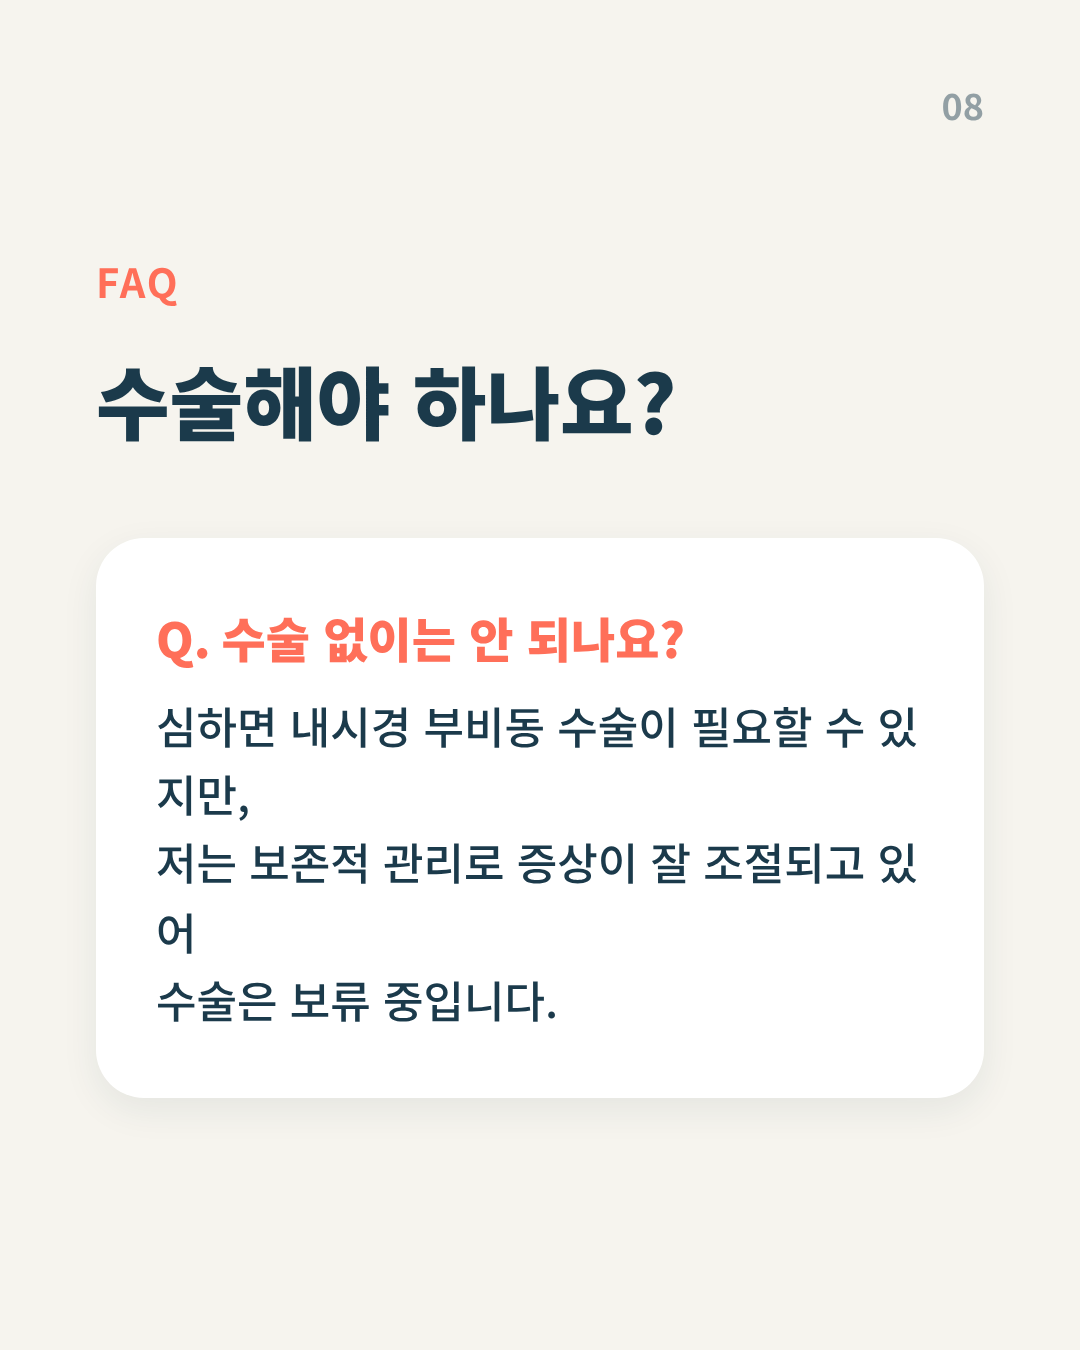 08
FAQ
수술해야 하나요?
Q. 수술 없이는 안 되나요?
심하면 내시경 부비동 수술이 필요할 수 있
지만,
저는 보존적 관리로 증상이 잘 조절되고 있
어
수술은 보류 중입니다.